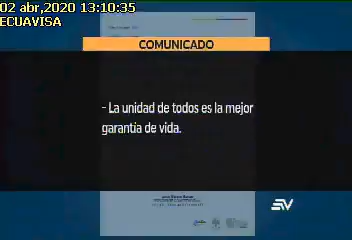 02 abr,2020 13:10:35
ECUAVISA
COMUNICADO
- La unidad de todos es la mejor
garantía de vida.